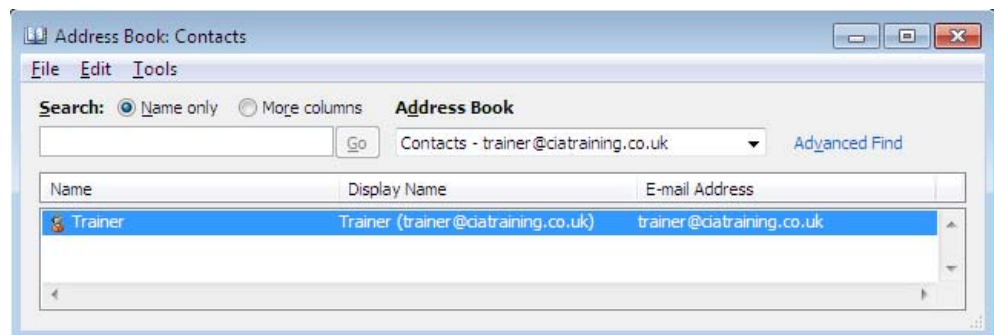 Address Book: Contacts
File Edit Tools
Search: Name only More columns Address Book
Go Contacts - trainer@ciatraining.co.uk Advanced Find
Name Display Name E-mail Address
Trainer Trainer (trainer@ciatraining.co.uk) trainer@ciatraining.co.uk